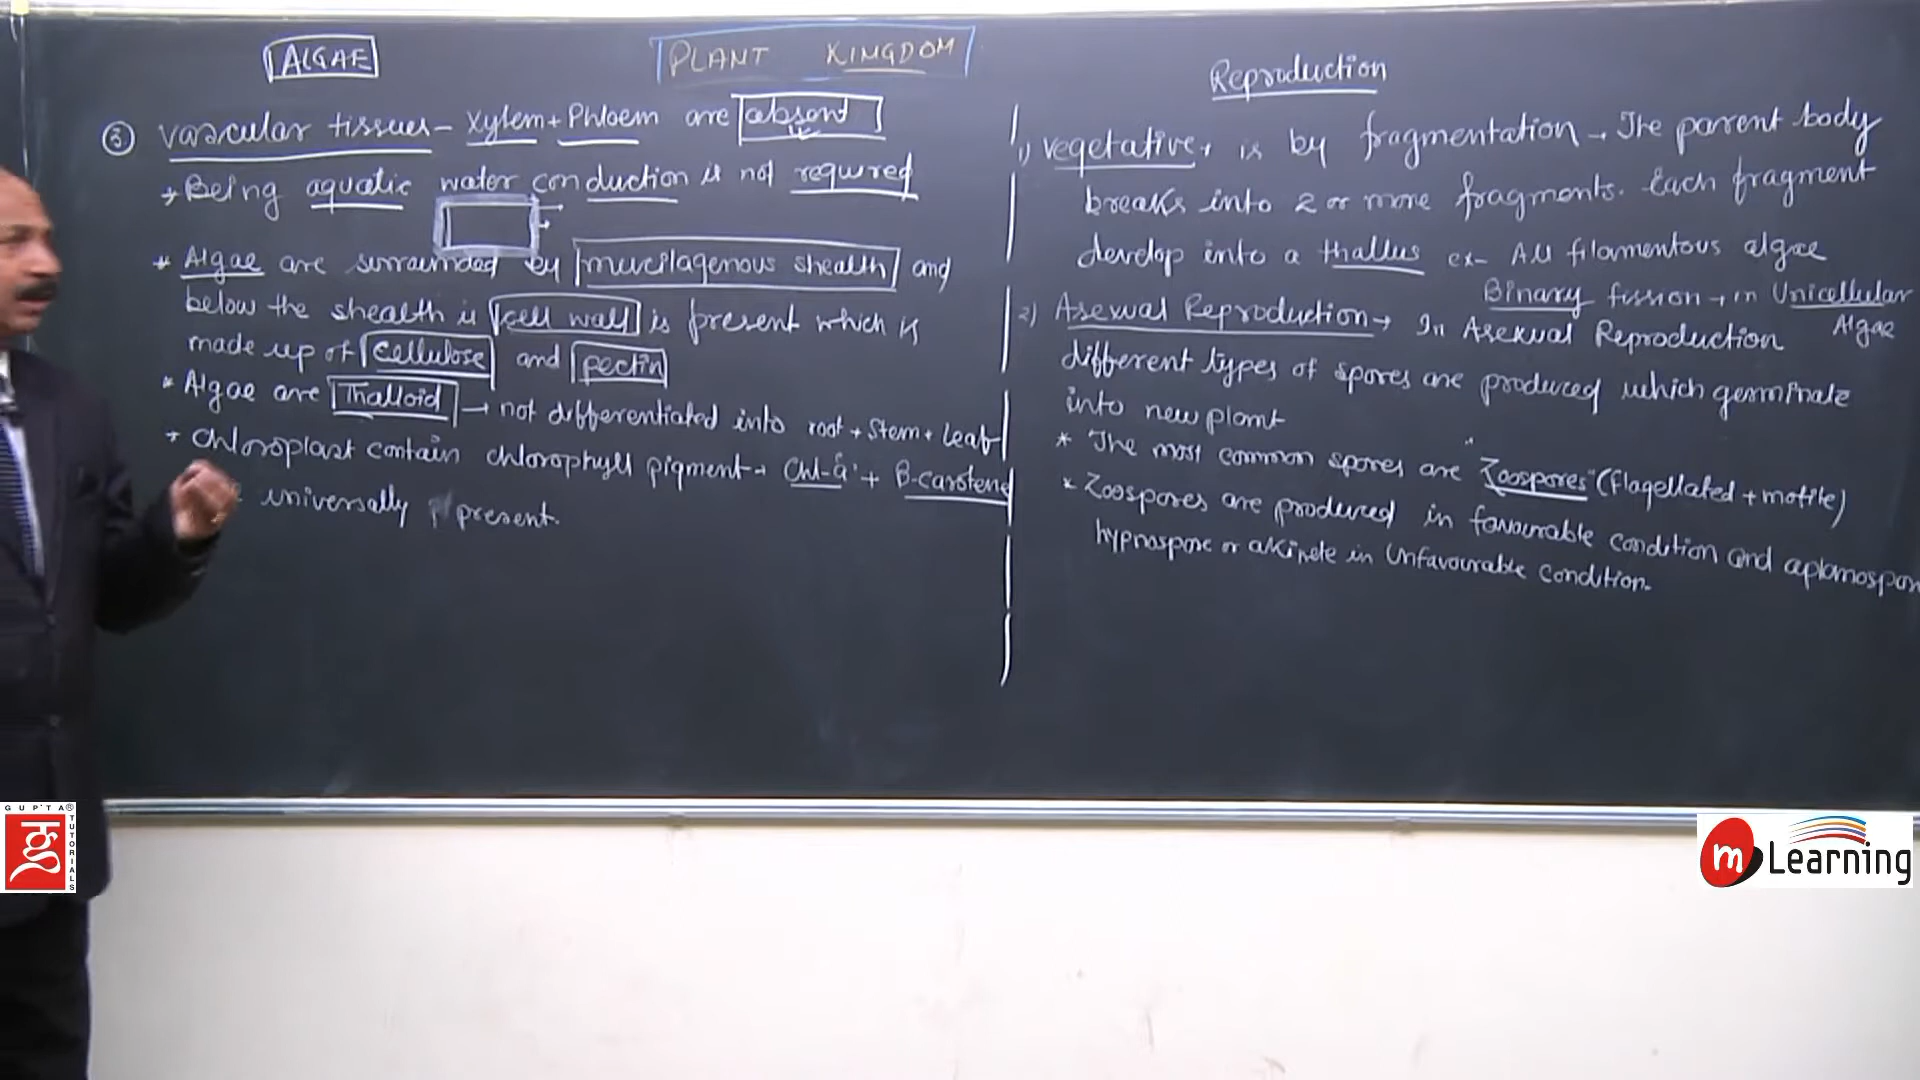 ALGAE
PLANT KINGDOM
③ Vascular tissues - Xylem + Phloem are absent
* Being aquatic water conduction is not required
* Algae are surrounded by mucilagenous shealth and
below the shealth is cell wall is present which is
made up of cellulose and pectin
* Algae are Thalloid → not differentiated into root + stem + leaf
* Chloroplast contain chlorophyll pigment → Chl-'a' + B-carotene
universally present.
Reproduction
1) Vegetative → is by fragmentation → The parent body
breaks into 2 or more fragments. Each fragment
develop into a thallus ex- All filamentous algae
Binary fission → in Unicellular
Algae
2) Asexual Reproduction → In Asexual Reproduction
different types of spores are produced which germinate
into new plant
* The most common spores are "Zoospores" (flagellated + motile)
* Zoospores are produced in favourable condition and aplanospore
hypnospore or akinete in Unfavourable condition.
GUPTA®
TUTORIALS
m Learning